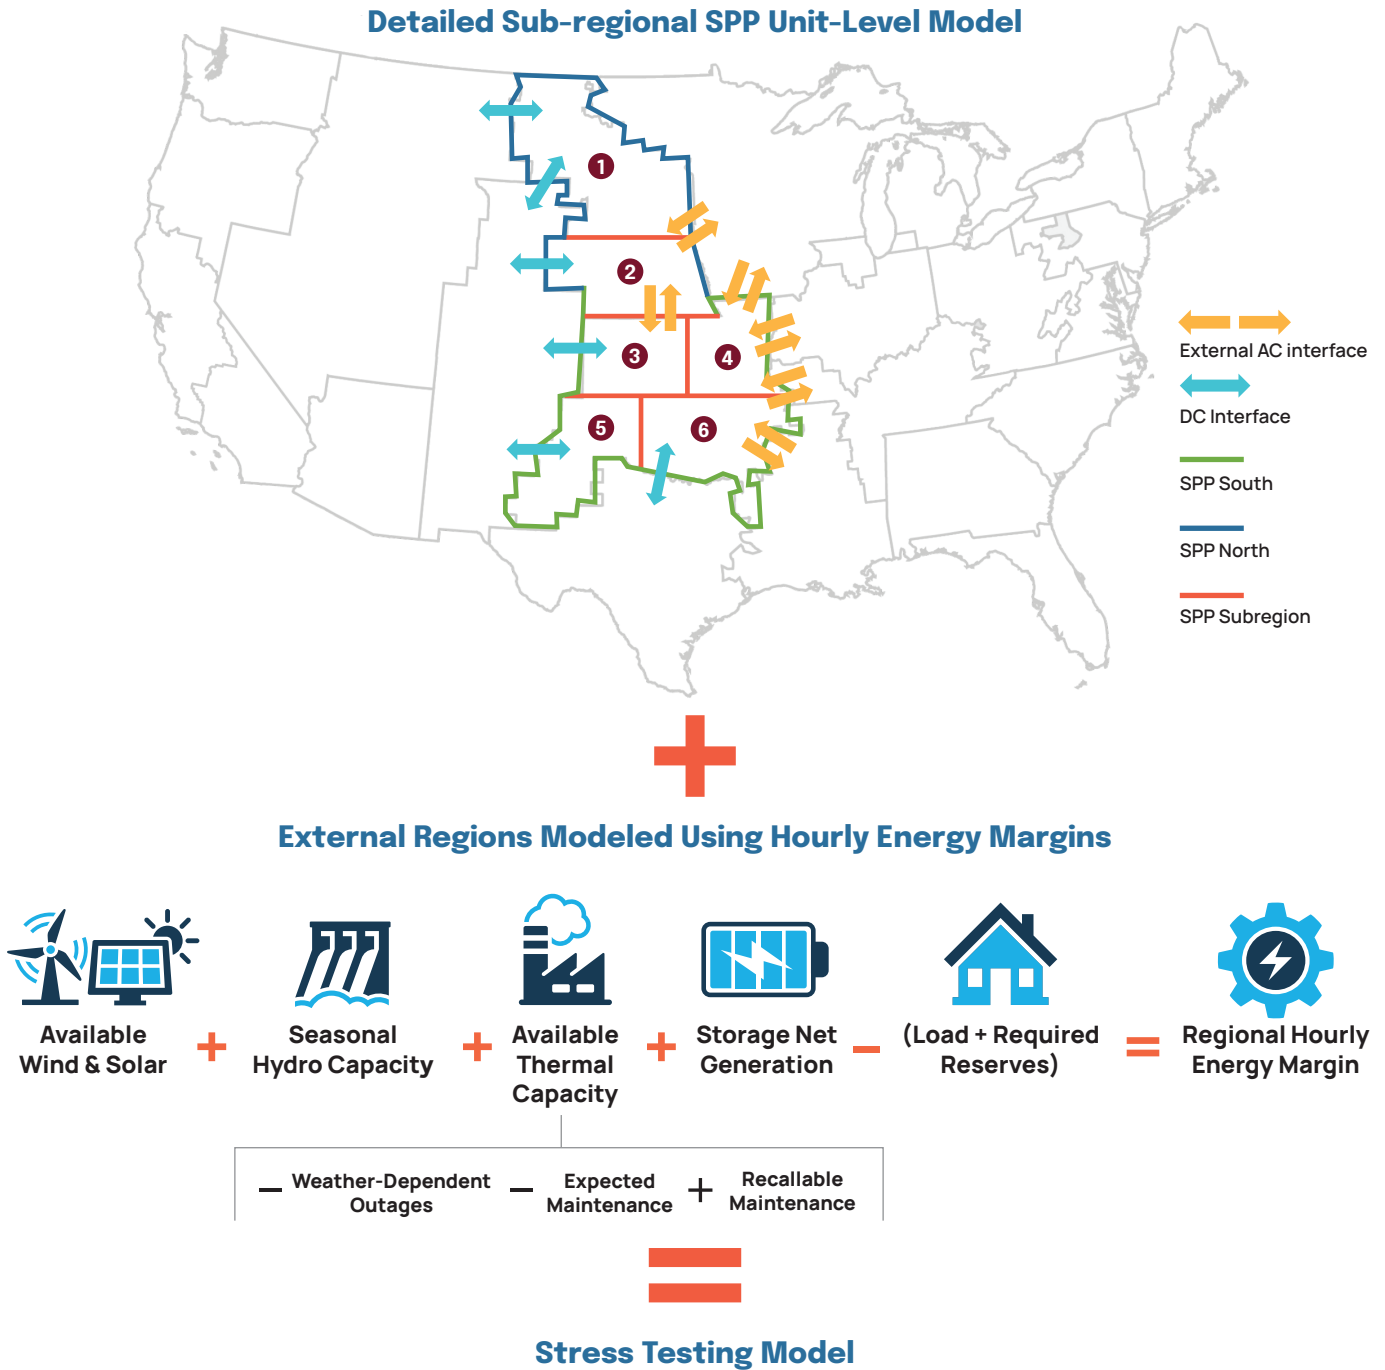 Detailed Sub-regional SPP Unit-Level Model
1
2
3
4
5
6
External AC interface
DC Interface
SPP South
SPP North
SPP Subregion
+
External Regions Modeled Using Hourly Energy Margins
Available
Wind & Solar
+
Seasonal
Hydro Capacity
+
Available
Thermal
Capacity
+
Storage Net
Generation
−
(Load + Required
Reserves)
=
Regional Hourly
Energy Margin
− Weather-Dependent
Outages
− Expected
Maintenance
+ Recallable
Maintenance
=
Stress Testing Model